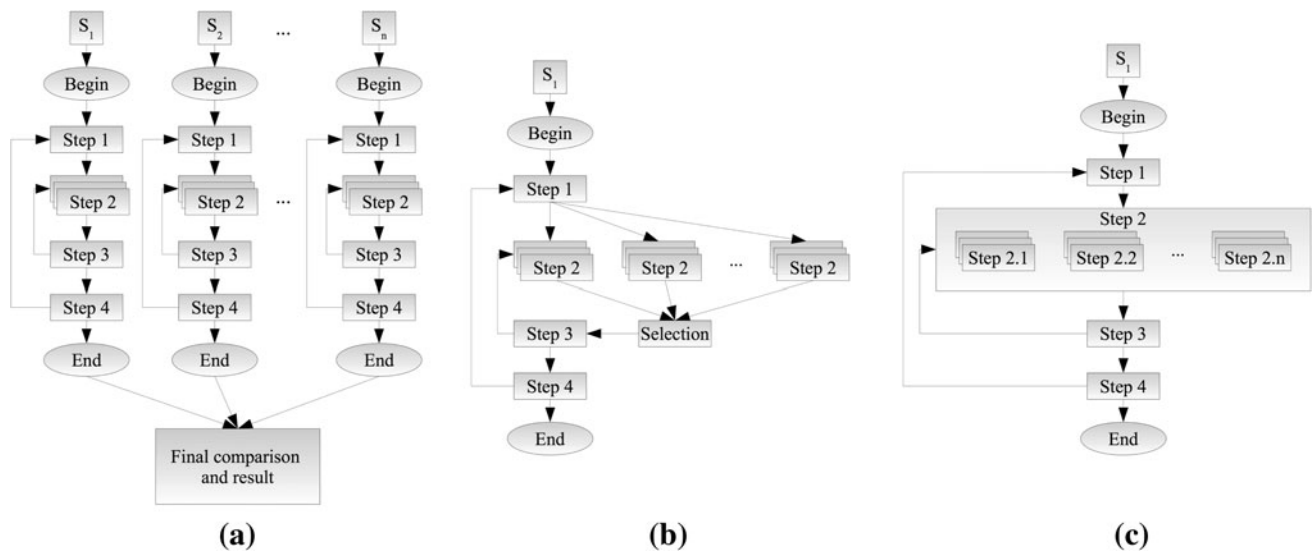 S1 S2 ... Sn
Begin Begin Begin
Step 1 Step 1 Step 1
Step 2 Step 2 ... Step 2
Step 3 Step 3 Step 3
Step 4 Step 4 Step 4
End End End
Final comparison
and result
(a)
S1
Begin
Step 1
Step 2 Step 2 ... Step 2
Step 3 Selection
Step 4
End
(b)
S1
Begin
Step 1
Step 2
Step 2.1 Step 2.2 ... Step 2.n
Step 3
Step 4
End
(c)